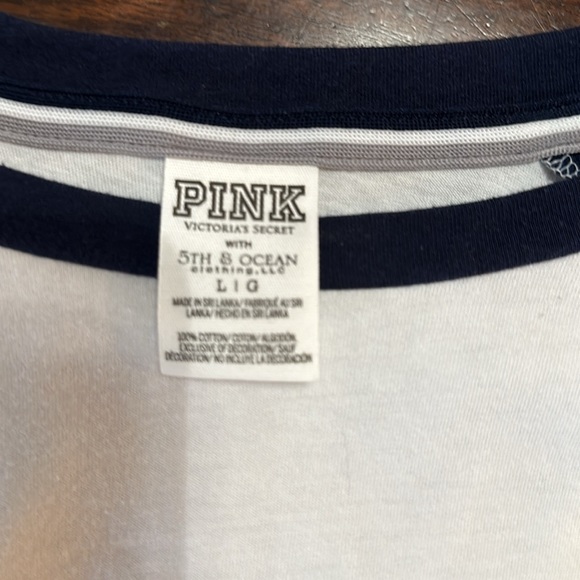 PINK
VICTORIA'S SECRET
WITH
5TH & OCEAN
clothing, LLC
L | G
MADE IN SRI LANKA/ FABRIQUÉ AU SRI
LANKA/ HECHO EN SRI LANKA
100% COTTON/ COTON/ ALGODÓN
EXCLUSIVE OF DECORATION/ SAUF
DÉCORATION/ NO INCLUYE LA DECORACIÓN